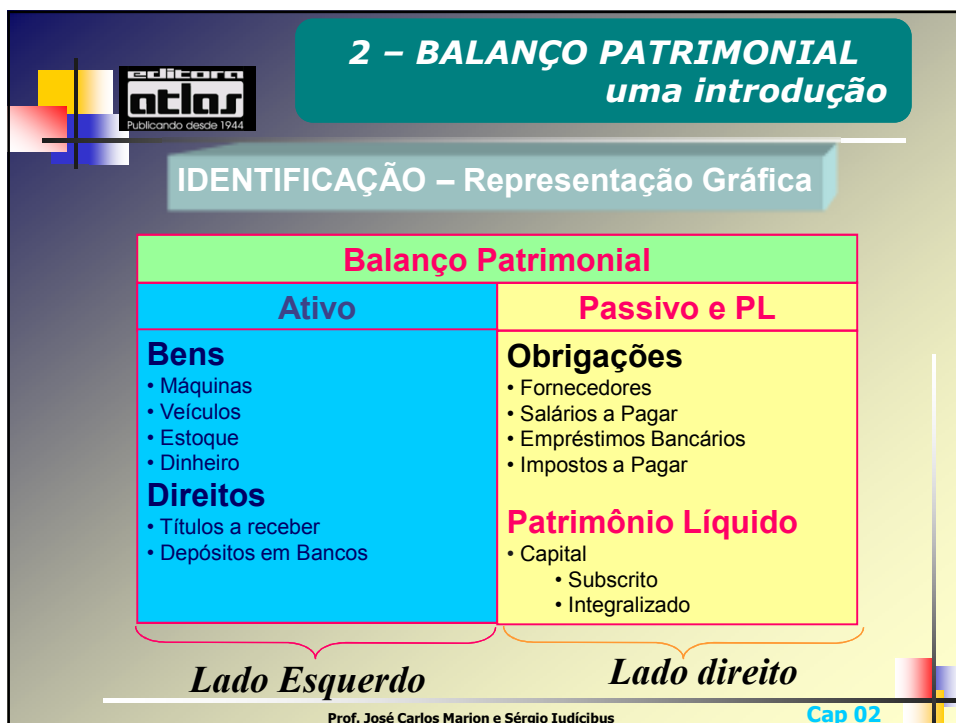 2 – BALANÇO PATRIMONIAL
uma introdução
editora
atlas
Publicando desde 1944
IDENTIFICAÇÃO – Representação Gráfica
Balanço Patrimonial
Ativo
Passivo e PL
Bens
• Máquinas
• Veículos
• Estoque
• Dinheiro
Direitos
• Títulos a receber
• Depósitos em Bancos
Obrigações
• Fornecedores
• Salários a Pagar
• Empréstimos Bancários
• Impostos a Pagar
Patrimônio Líquido
• Capital
• Subscrito
• Integralizado
Lado Esquerdo
Lado direito
Prof. José Carlos Marion e Sérgio Iudícibus
Cap 02